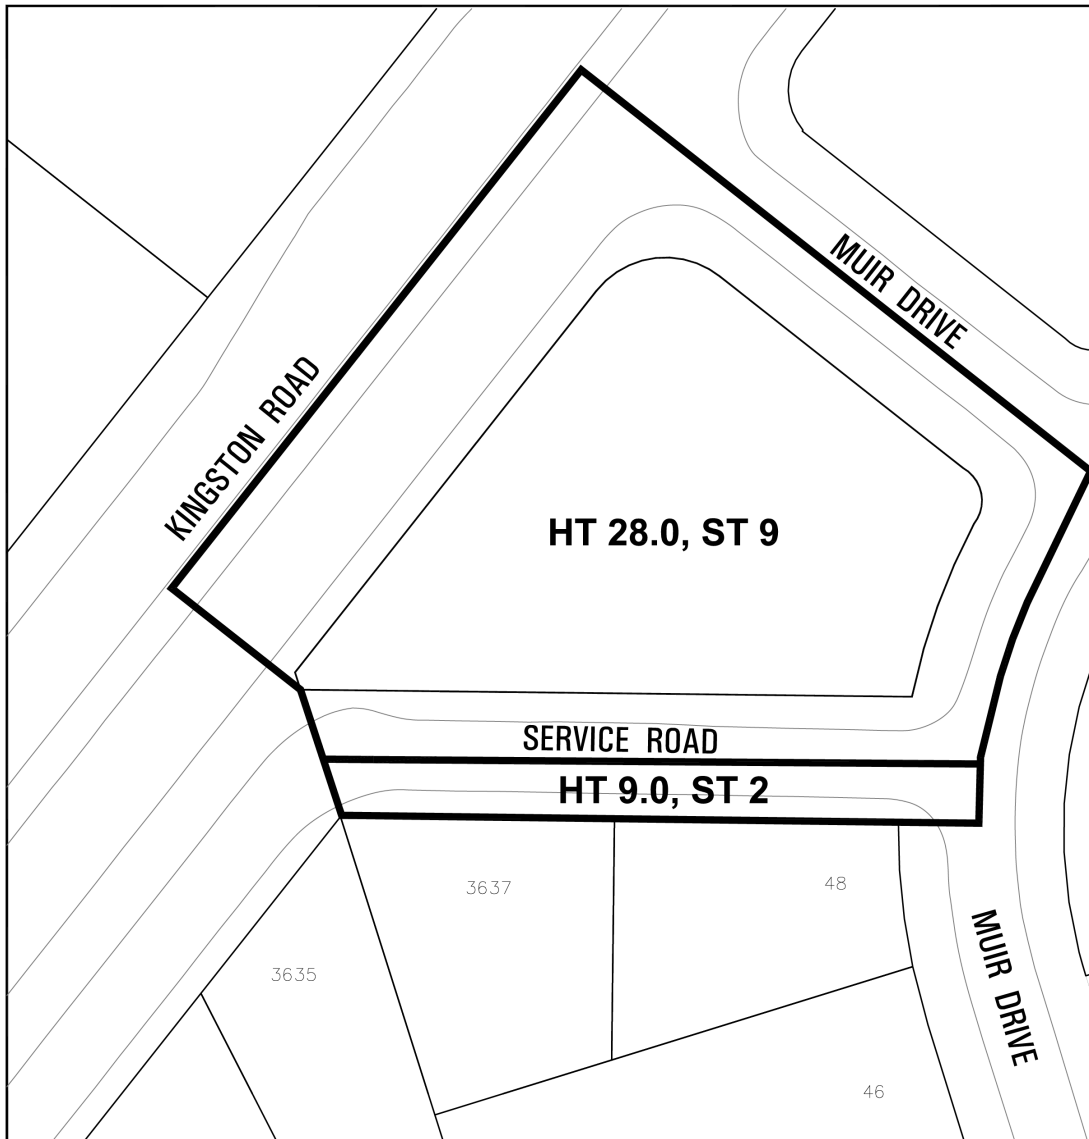 MUIR DRIVE
KINGSTON ROAD
HT 28.0, ST 9
SERVICE ROAD
HT 9.0, ST 2
3637
48
3635
MUIR DRIVE
46